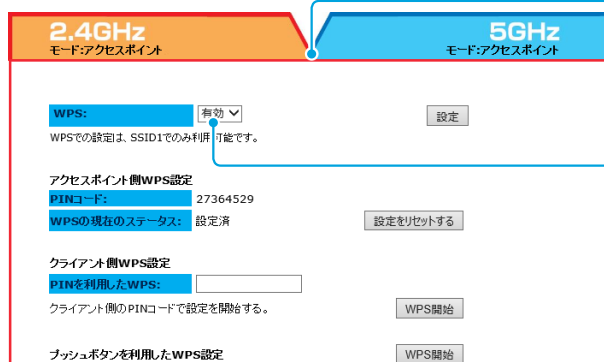 2.4GHz
モード:アクセスポイント
5GHz
モード:アクセスポイント
WPS: 有効 設定
WPSでの設定は、SSID1でのみ利用可能です。
アクセスポイント側WPS設定
PINコード: 27364529
WPSの現在のステータス: 設定済 設定をリセットする
クライアント側WPS設定
PINを利用したWPS:
クライアント側のPINコードで設定を開始する。 WPS開始
プッシュボタンを利用したWPS設定 WPS開始